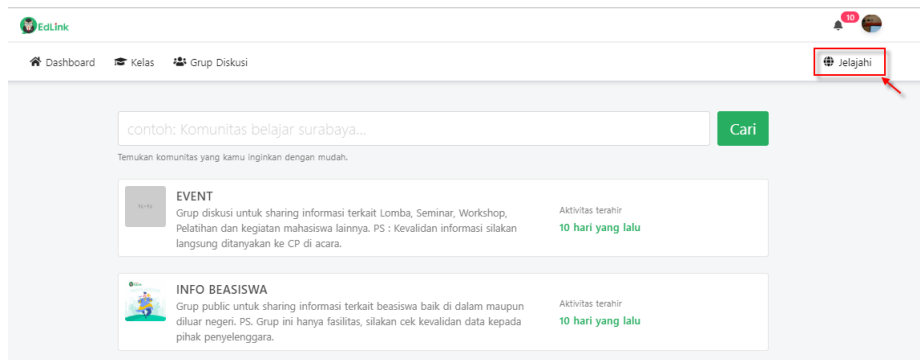 EdLink
10
Dashboard Kelas Grup Diskusi Jelajahi
contoh: Komunitas belajar surabaya...
Cari
Temukan komunitas yang kamu inginkan dengan mudah.
EVENT
Grup diskusi untuk sharing informasi terkait Lomba, Seminar, Workshop,
Pelatihan dan kegiatan mahasiswa lainnya. PS : Kevalidan informasi silakan
langsung ditanyakan ke CP di acara.
Aktivitas terahir
10 hari yang lalu
INFO BEASISWA
Grup public untuk sharing informasi terkait beasiswa baik di dalam maupun
diluar negeri. PS. Grup ini hanya fasilitas, silakan cek kevalidan data kepada
pihak penyelenggara.
Aktivitas terahir
10 hari yang lalu